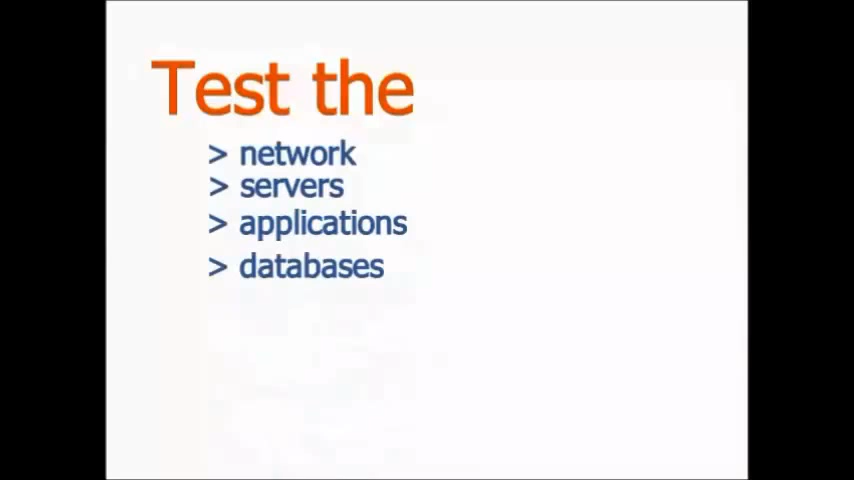 Test the
> network
> servers
> applications
> databases